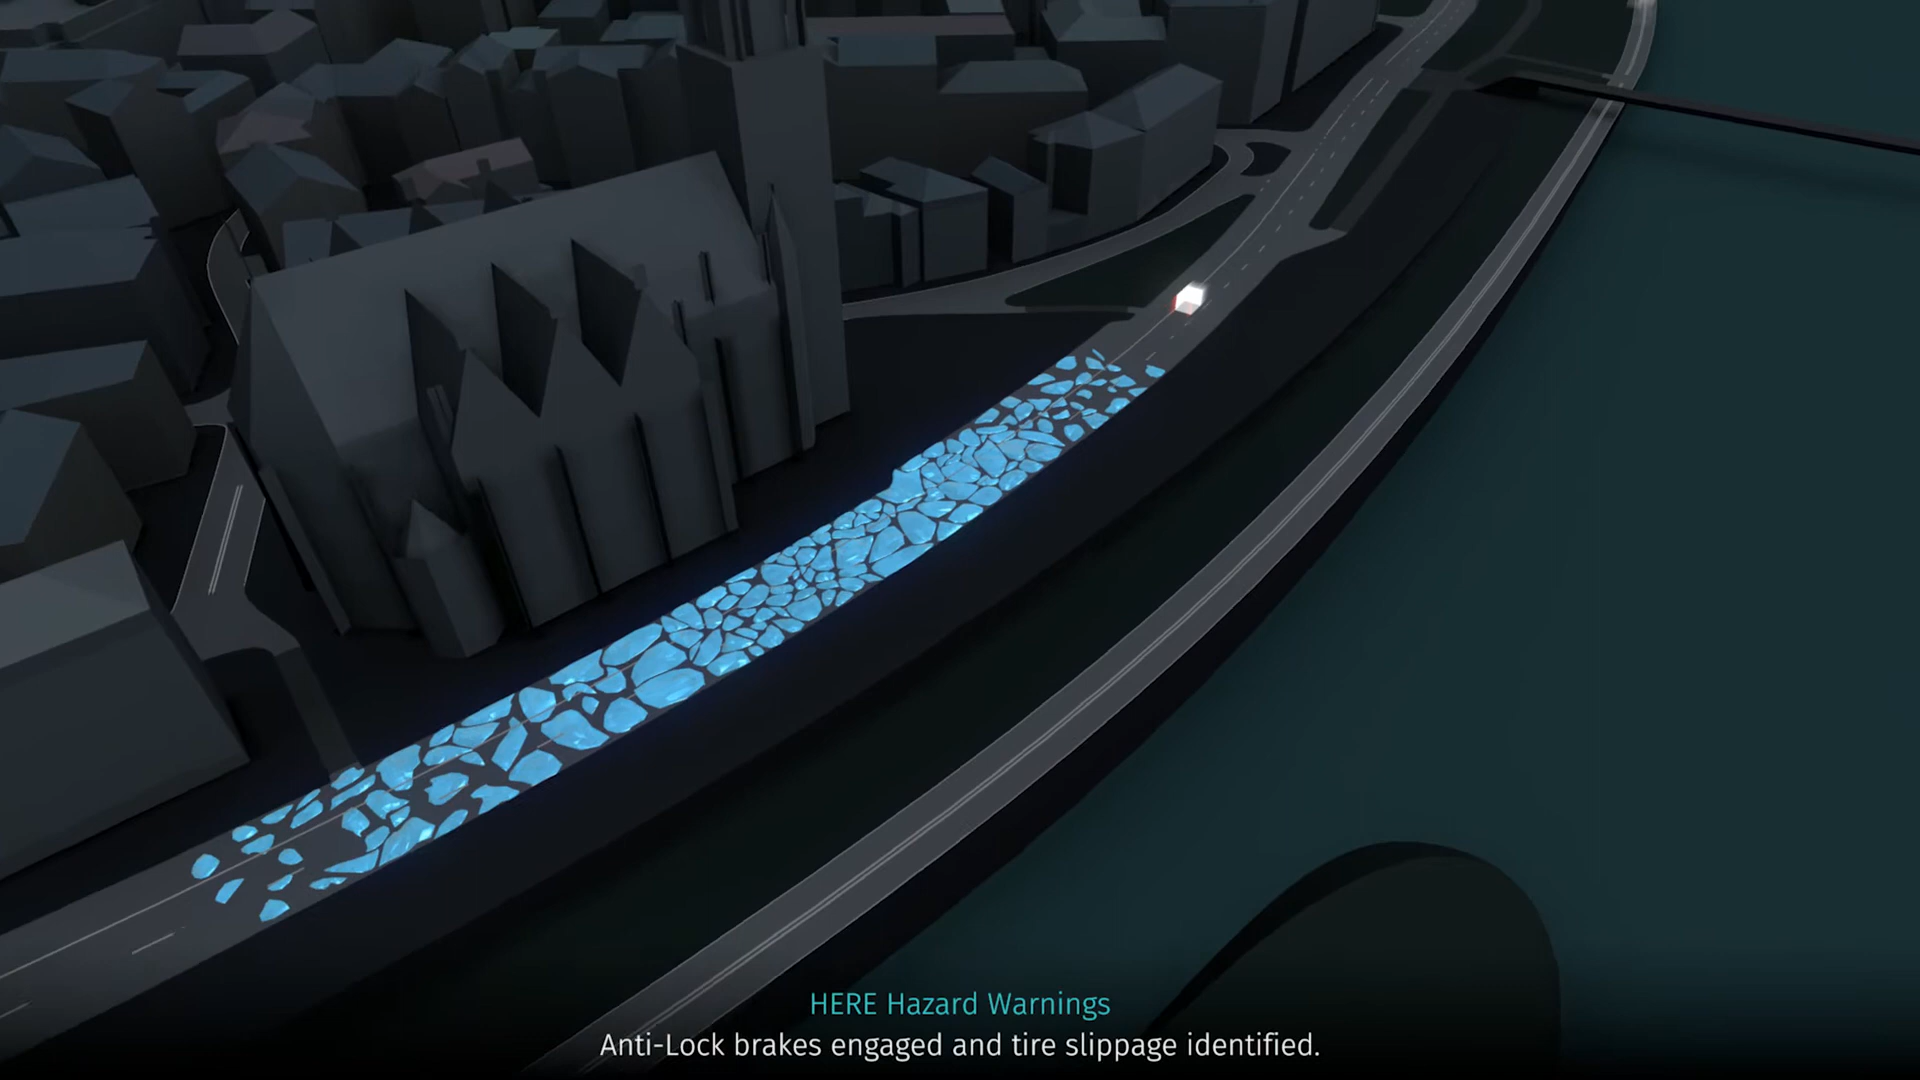 HERE Hazard Warnings
Anti-Lock brakes engaged and tire slippage identified.